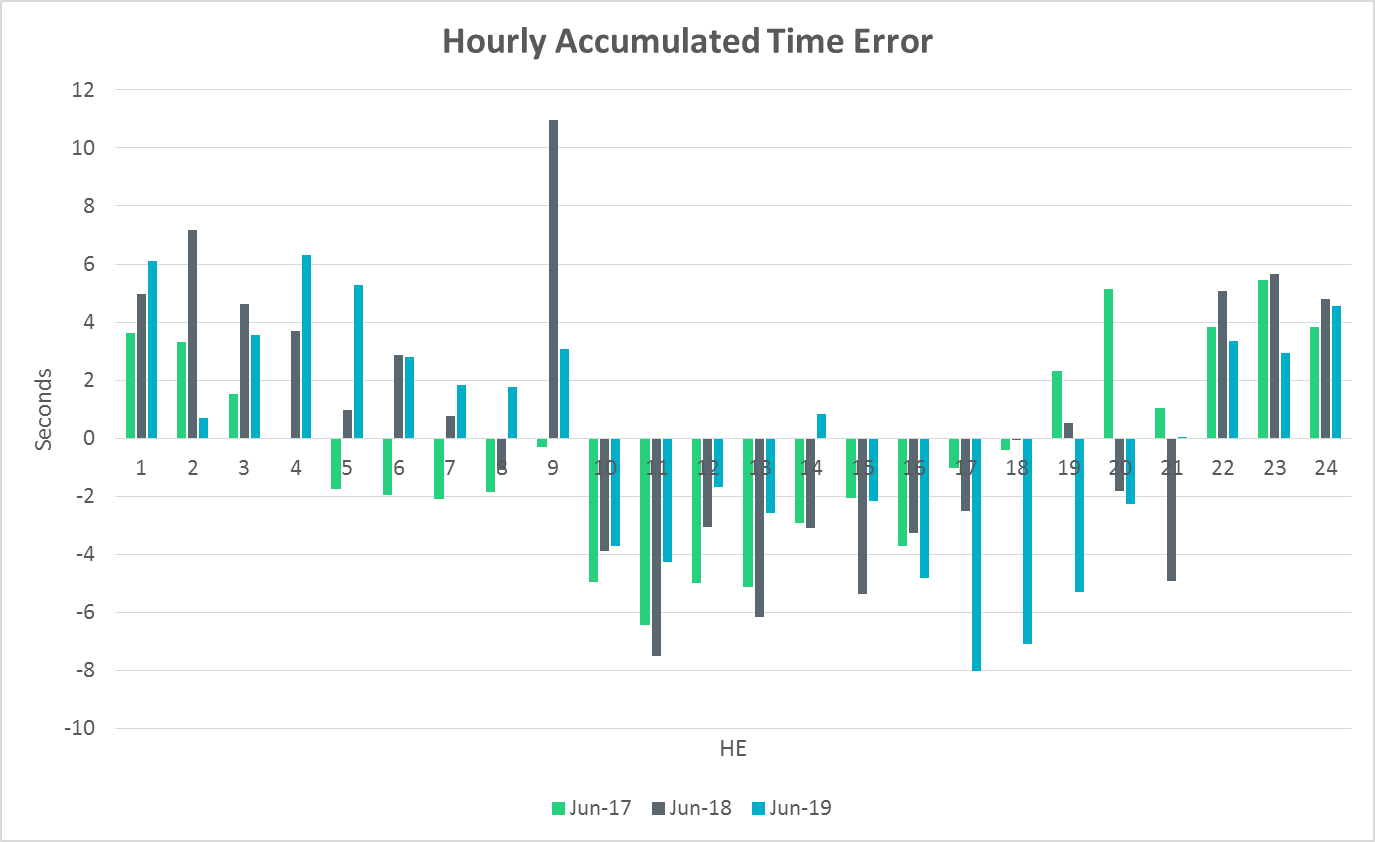 Hourly Accumulated Time Error
12
10
8
6
4
2
0
-2
-4
-6
-8
-10
Seconds
1 2 3 4 5 6 7 8 9 10 11 12 13 14 15 16 17 18 19 20 21 22 23 24
HE
Jun-17 Jun-18 Jun-19